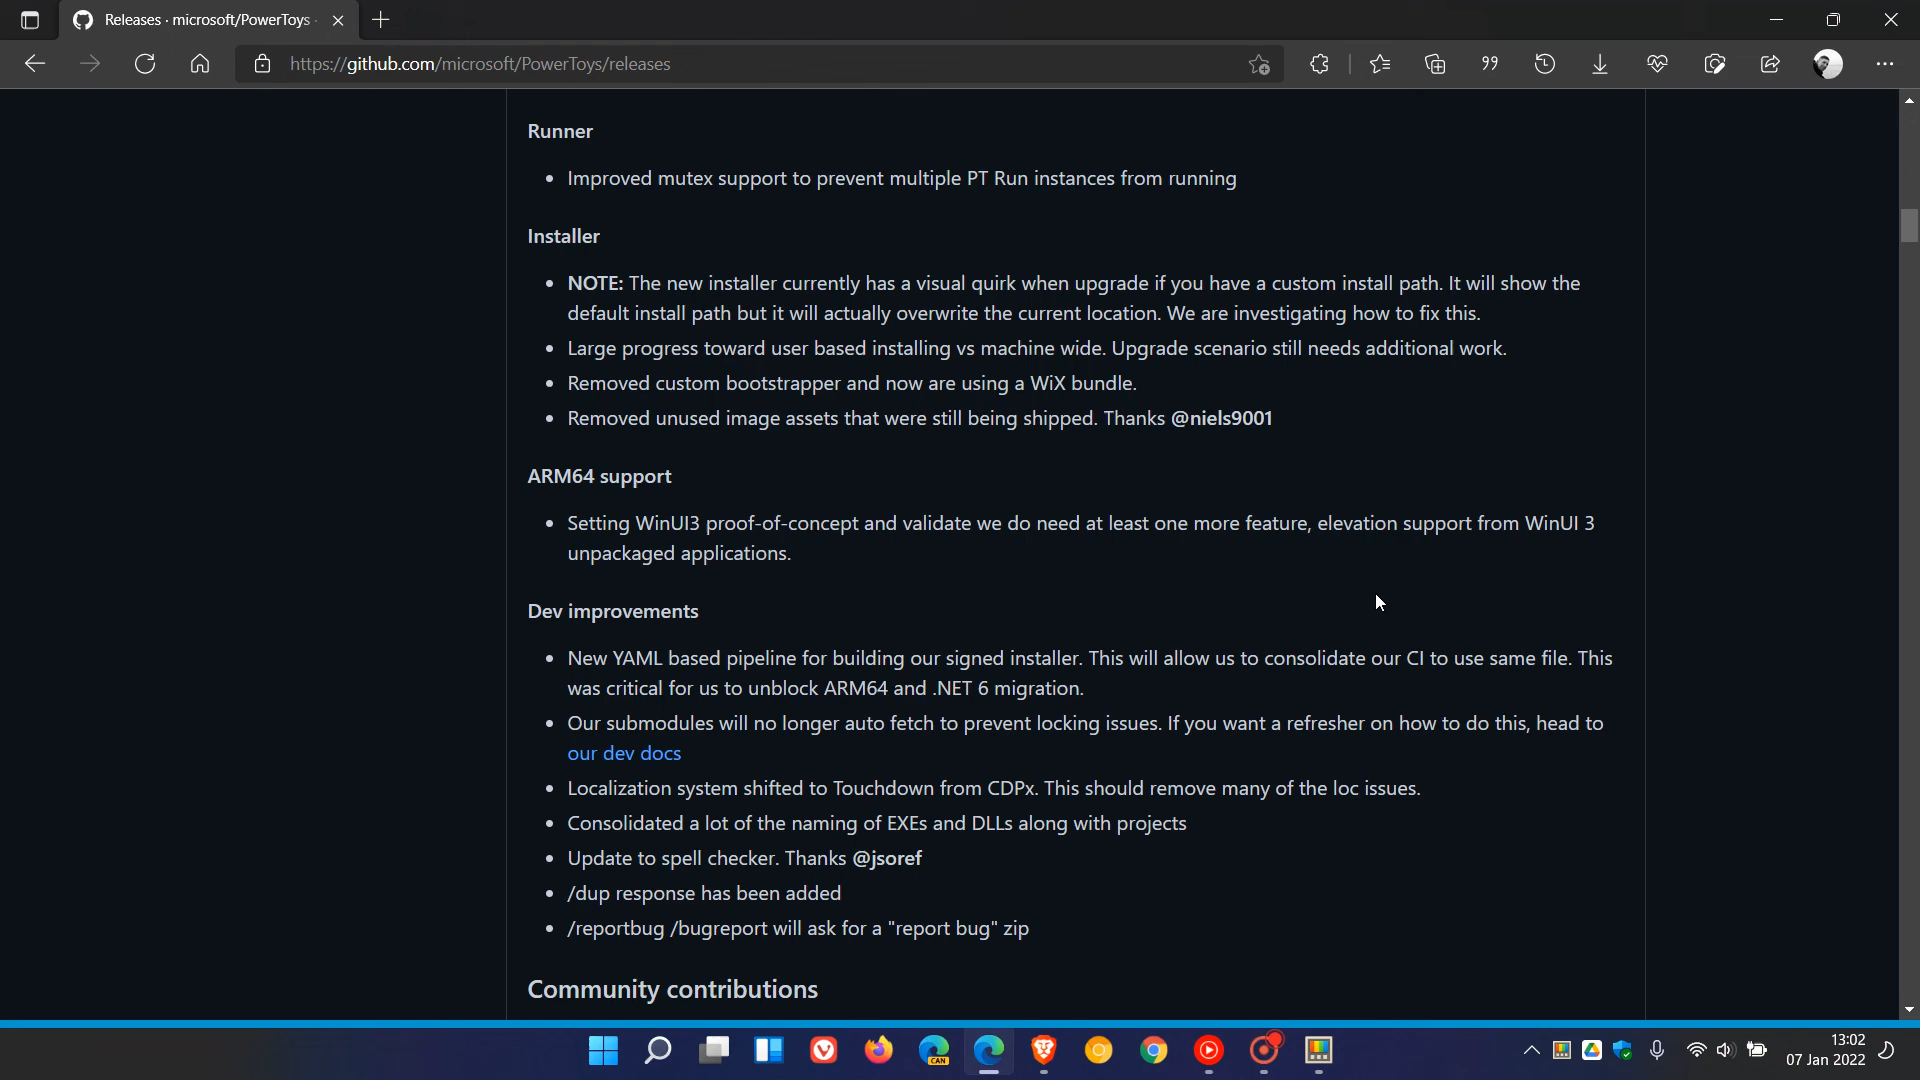 Releases · microsoft/PowerToys
https://github.com/microsoft/PowerToys/releases
Runner
Improved mutex support to prevent multiple PT Run instances from running
Installer
NOTE: The new installer currently has a visual quirk when upgrade if you have a custom install path. It will show the
default install path but it will actually overwrite the current location. We are investigating how to fix this.
Large progress toward user based installing vs machine wide. Upgrade scenario still needs additional work.
Removed custom bootstrapper and now are using a WiX bundle.
Removed unused image assets that were still being shipped. Thanks @niels9001
ARM64 support
Setting WinUI3 proof-of-concept and validate we do need at least one more feature, elevation support from WinUI 3
unpackaged applications.
Dev improvements
New YAML based pipeline for building our signed installer. This will allow us to consolidate our CI to use same file. This
was critical for us to unblock ARM64 and .NET 6 migration.
Our submodules will no longer auto fetch to prevent locking issues. If you want a refresher on how to do this, head to
our dev docs
Localization system shifted to Touchdown from CDPx. This should remove many of the loc issues.
Consolidated a lot of the naming of EXEs and DLLs along with projects
Update to spell checker. Thanks @jsoref
/dup response has been added
/reportbug /bugreport will ask for a "report bug" zip
Community contributions
CAN
13:02
07 Jan 2022